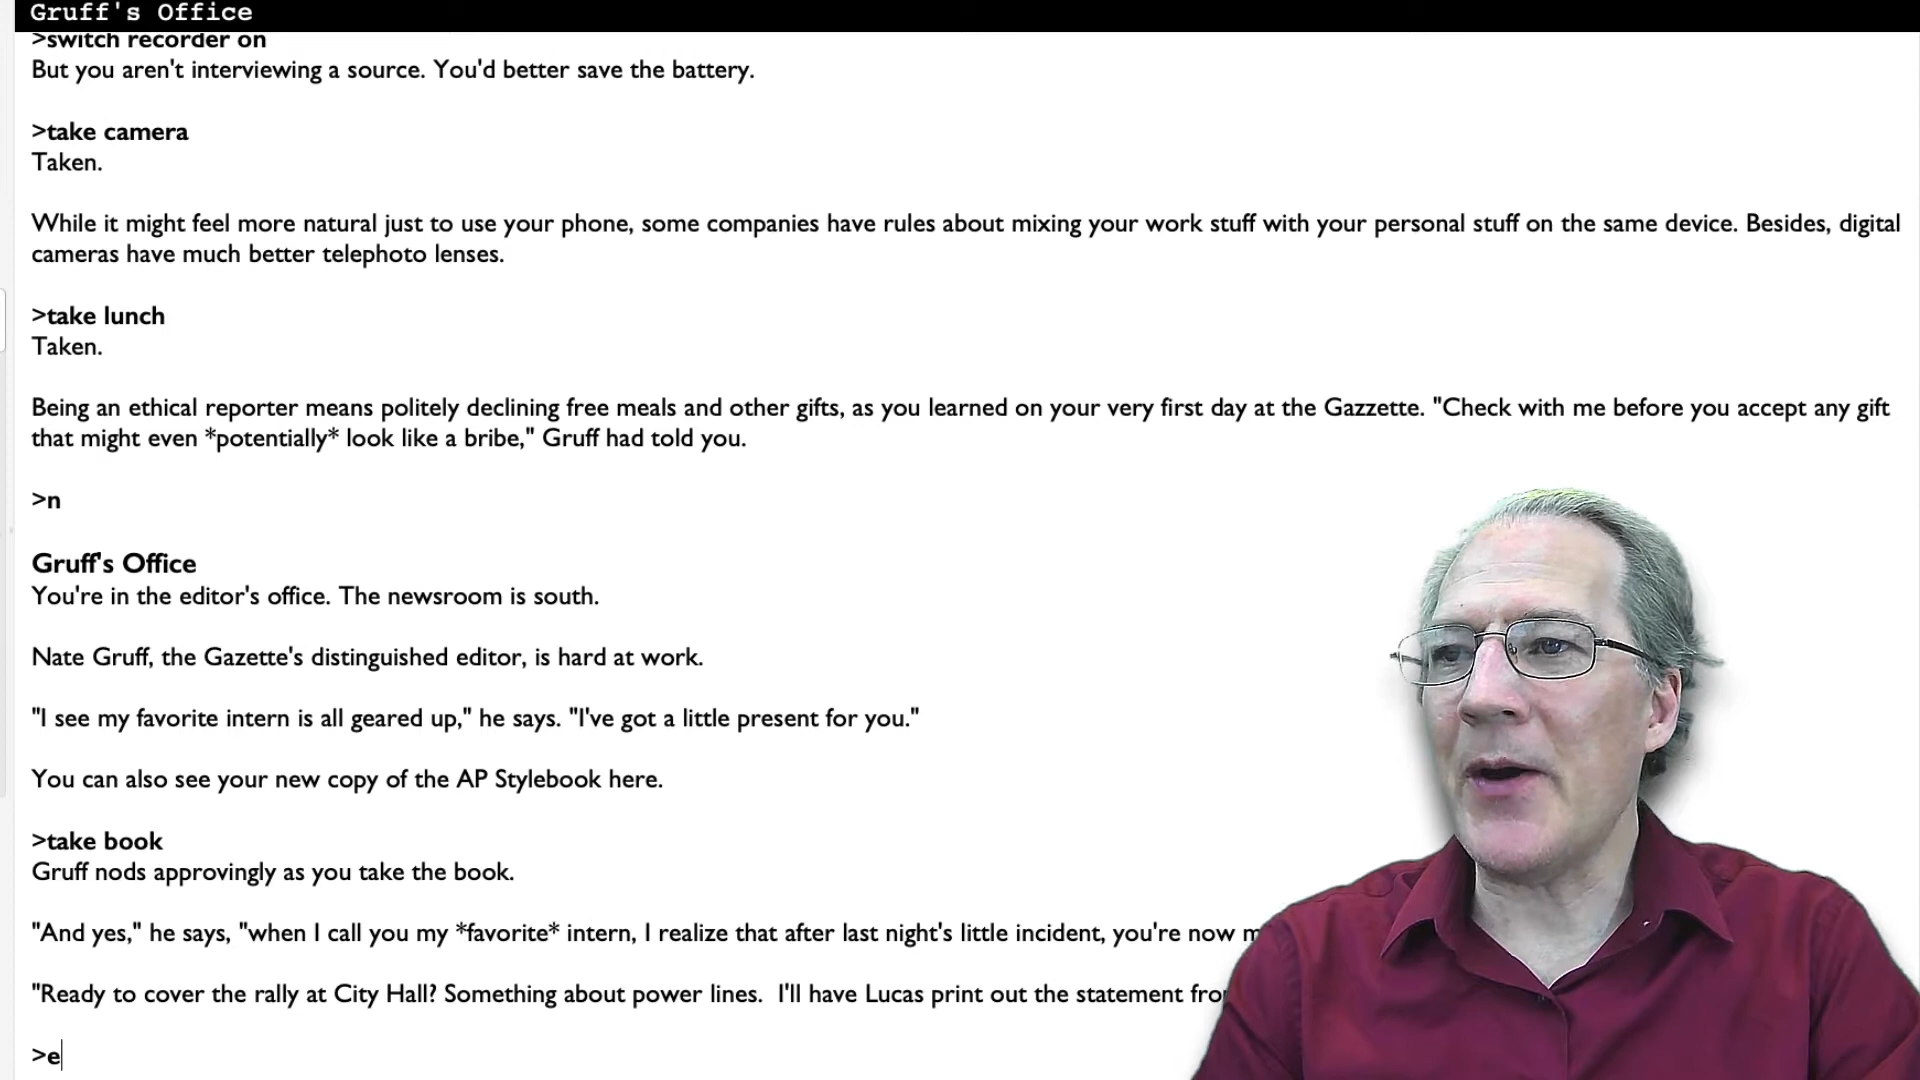 Gruff's Office
>switch recorder on
But you aren't interviewing a source. You'd better save the battery.
>take camera
Taken.
While it might feel more natural just to use your phone, some companies have rules about mixing your work stuff with your personal stuff on the same device. Besides, digital
cameras have much better telephoto lenses.
>take lunch
Taken.
Being an ethical reporter means politely declining free meals and other gifts, as you learned on your very first day at the Gazzette. "Check with me before you accept any gift
that might even *potentially* look like a bribe," Gruff had told you.
>n
Gruff's Office
You're in the editor's office. The newsroom is south.
Nate Gruff, the Gazette's distinguished editor, is hard at work.
"I see my favorite intern is all geared up," he says. "I've got a little present for you."
You can also see your new copy of the AP Stylebook here.
>take book
Gruff nods approvingly as you take the book.
"And yes," he says, "when I call you my *favorite* intern, I realize that after last night's little incident, you're now
"Ready to cover the rally at City Hall? Something about power lines.  I'll have Lucas print out the statement
>e